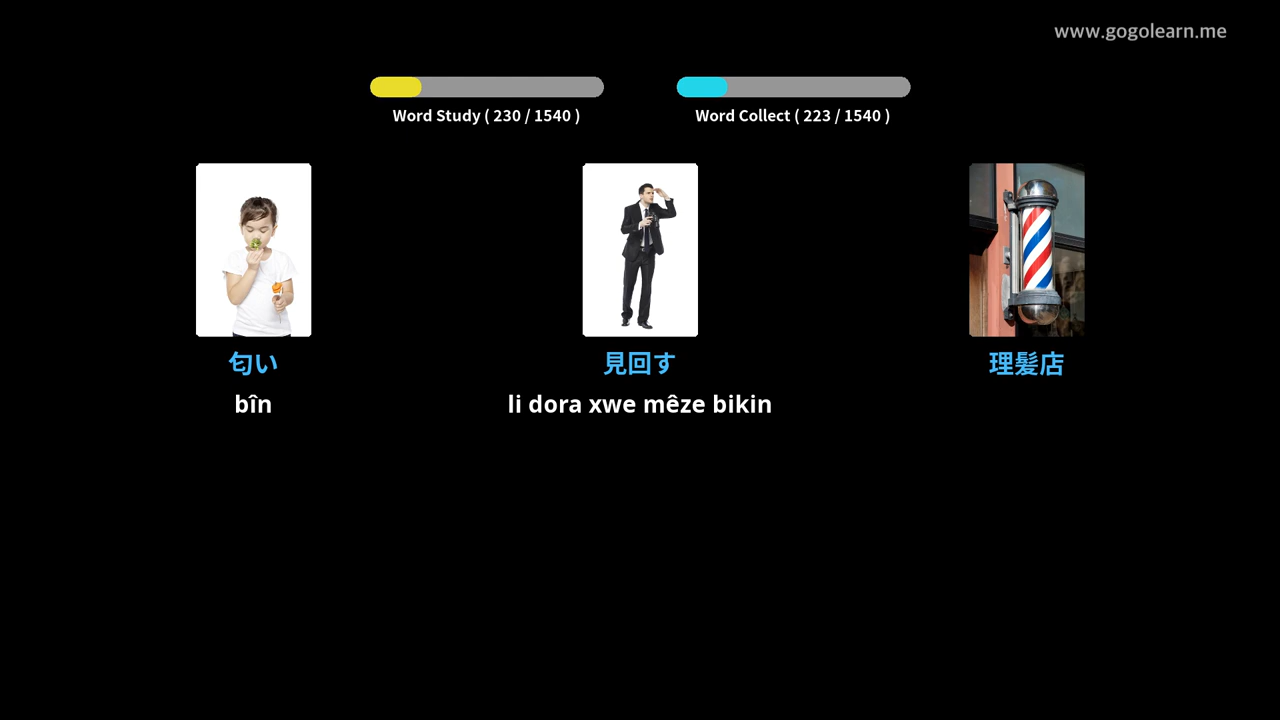 www.gogolearn.me
Word Study ( 230 / 1540 )
Word Collect ( 223 / 1540 )
匂い
見回す
理髪店
bîn
li dora xwe mêze bikin